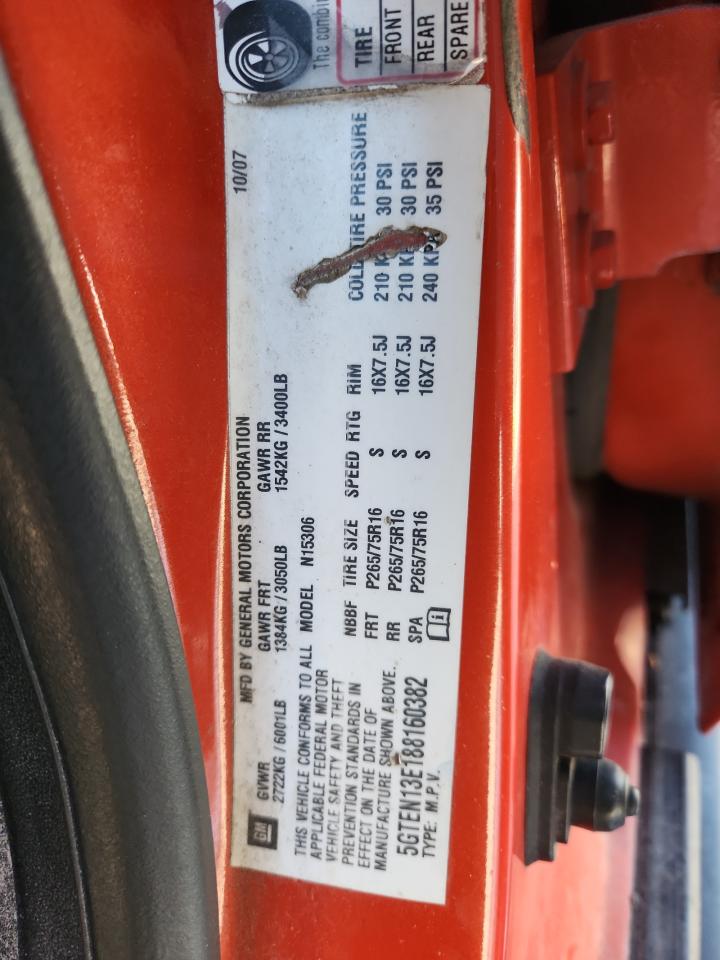 The combi
TIRE
FRONT
REAR
SPARE
MFD BY GENERAL MOTORS CORPORATION 10/07
GM
GVWR GAWR FRT GAWR RR
2722KG / 6001LB 1384KG / 3050LB 1542KG / 3400LB
THIS VEHICLE CONFORMS TO ALL MODEL N15306
APPLICABLE FEDERAL MOTOR
VEHICLE SAFETY AND THEFT
PREVENTION STANDARDS IN
EFFECT ON THE DATE OF
MANUFACTURE SHOWN ABOVE.
NBBF TIRE SIZE SPEED RTG RIM COLD TIRE PRESSURE
FRT P265/75R16 S 16X7.5J 210 KPA 30 PSI
RR P265/75R16 S 16X7.5J 210 KPA 30 PSI
SPA P265/75R16 S 16X7.5J 240 KPA 35 PSI
5GTEN13E188160382
TYPE: M.P.V.